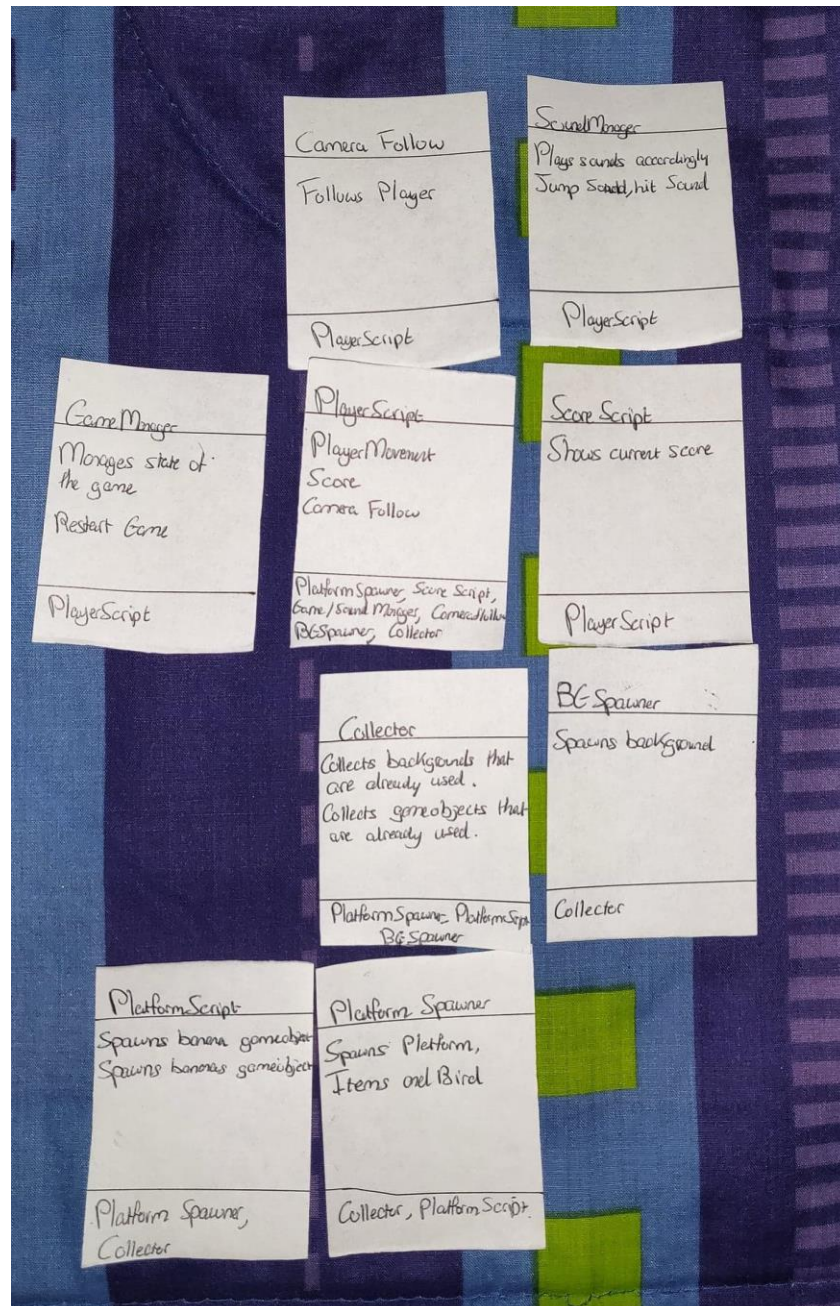 Camera Follow
Follows Player
PlayerScript
SoundManager
Plays sounds accordingly
Jump Sound, hit Sound
PlayerScript
GameManager
Manages state of
the game
Restart Game
PlayerScript
PlayerScript
PlayerMovement
Score
Camera Follow
PlatformSpawner, Score Script,
Game/Sound Manager, CameraFollow
BGSpawner, Collector
Score Script
Shows current score
PlayerScript
Collector
Collects backgrounds that
are already used.
Collects gameobjects that
are already used.
PlatformSpawner, PlatformScript
BGSpawner
BGSpawner
Spawns background
Collector
PlatformScript
Spawns banana gameobject
Spawns bananas gameobject
Platform Spawner,
Collector
Platform Spawner
Spawns Platform,
Items and Bird
Collector, Platform Script.